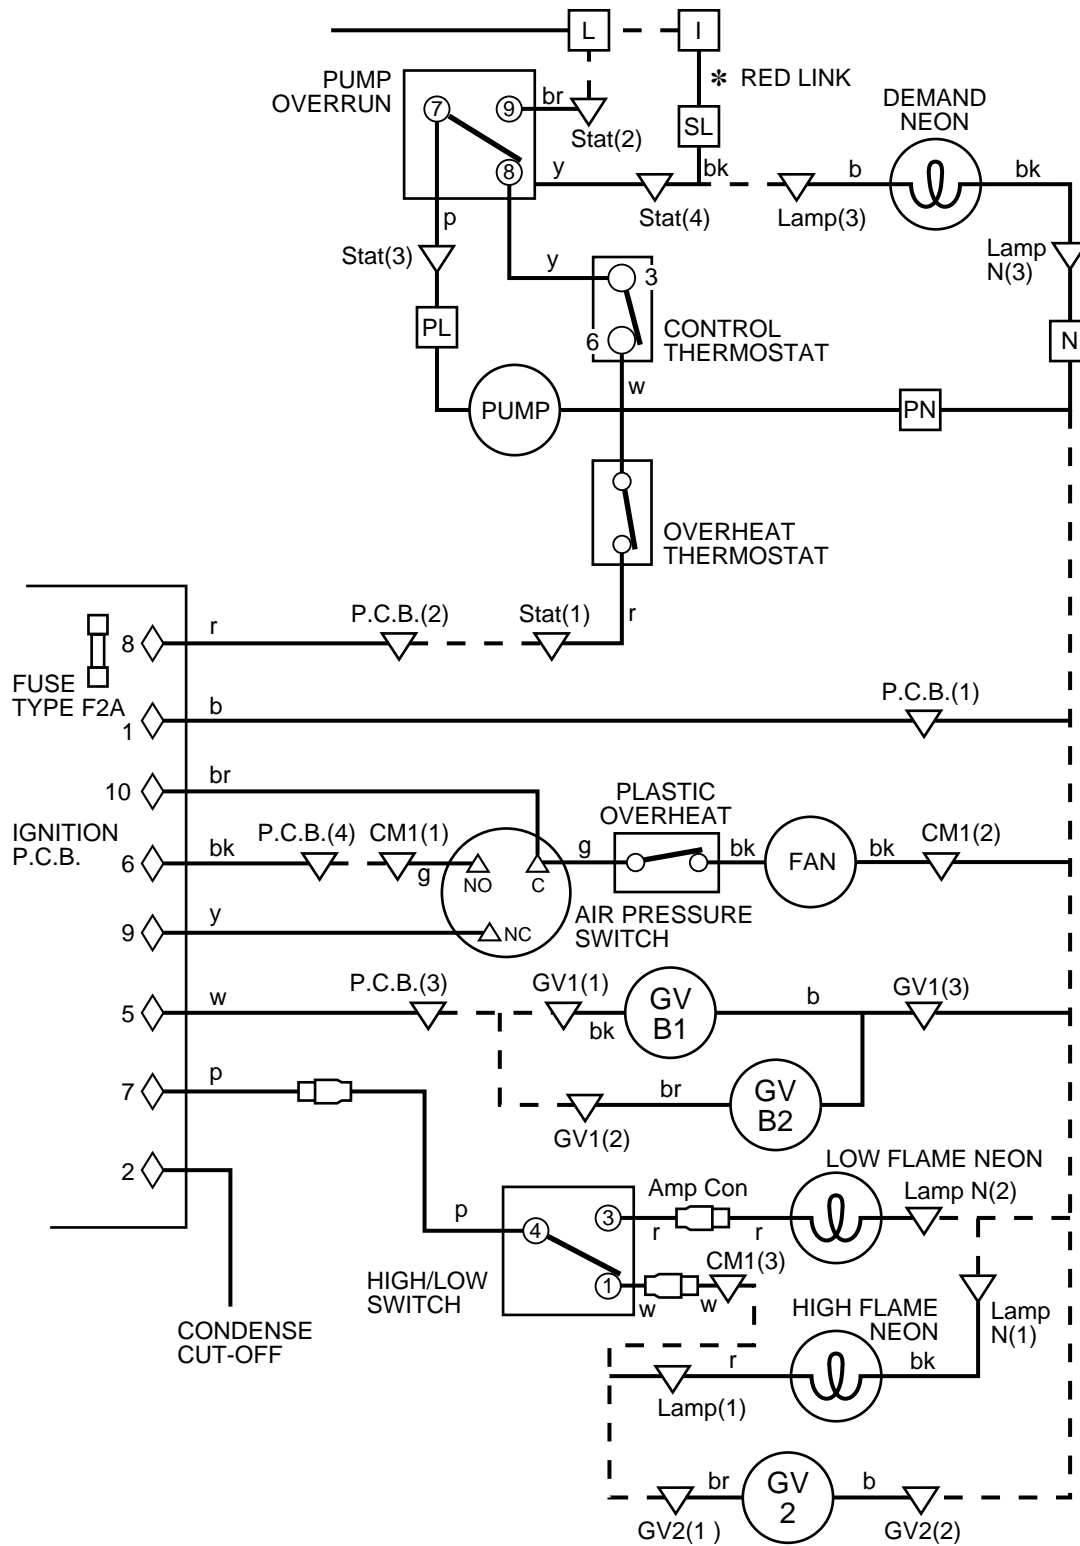 L
I
✻ RED LINK
PUMP
OVERRUN
7
9
br
Stat(2)
SL
DEMAND
NEON
8
y
bk
b
bk
Stat(4)
Lamp(3)
p
Stat(3)
Lamp
N(3)
y
3
PL
6
CONTROL
THERMOSTAT
N
w
PUMP
PN
OVERHEAT
THERMOSTAT
r
P.C.B.(2)
Stat(1)
r
8
FUSE
TYPE F2A
b
P.C.B.(1)
1
br
10
PLASTIC
OVERHEAT
IGNITION
P.C.B.
6
bk
P.C.B.(4)
CM1(1)
g
NO
C
g
bk
FAN
bk
CM1(2)
AIR PRESSURE
SWITCH
y
9
NC
w
5
P.C.B.(3)
GV1(1)
bk
GV
B1
b
GV1(3)
p
7
GV1(2)
br
GV
B2
2
LOW FLAME NEON
Amp Con
Lamp N(2)
p
4
3
r
r
CM1(3)
1
w
w
HIGH/LOW
SWITCH
HIGH FLAME
NEON
Lamp
N(1)
CONDENSE
CUT-OFF
r
bk
Lamp(1)
br
GV
2
b
GV2(1 )
GV2(2)